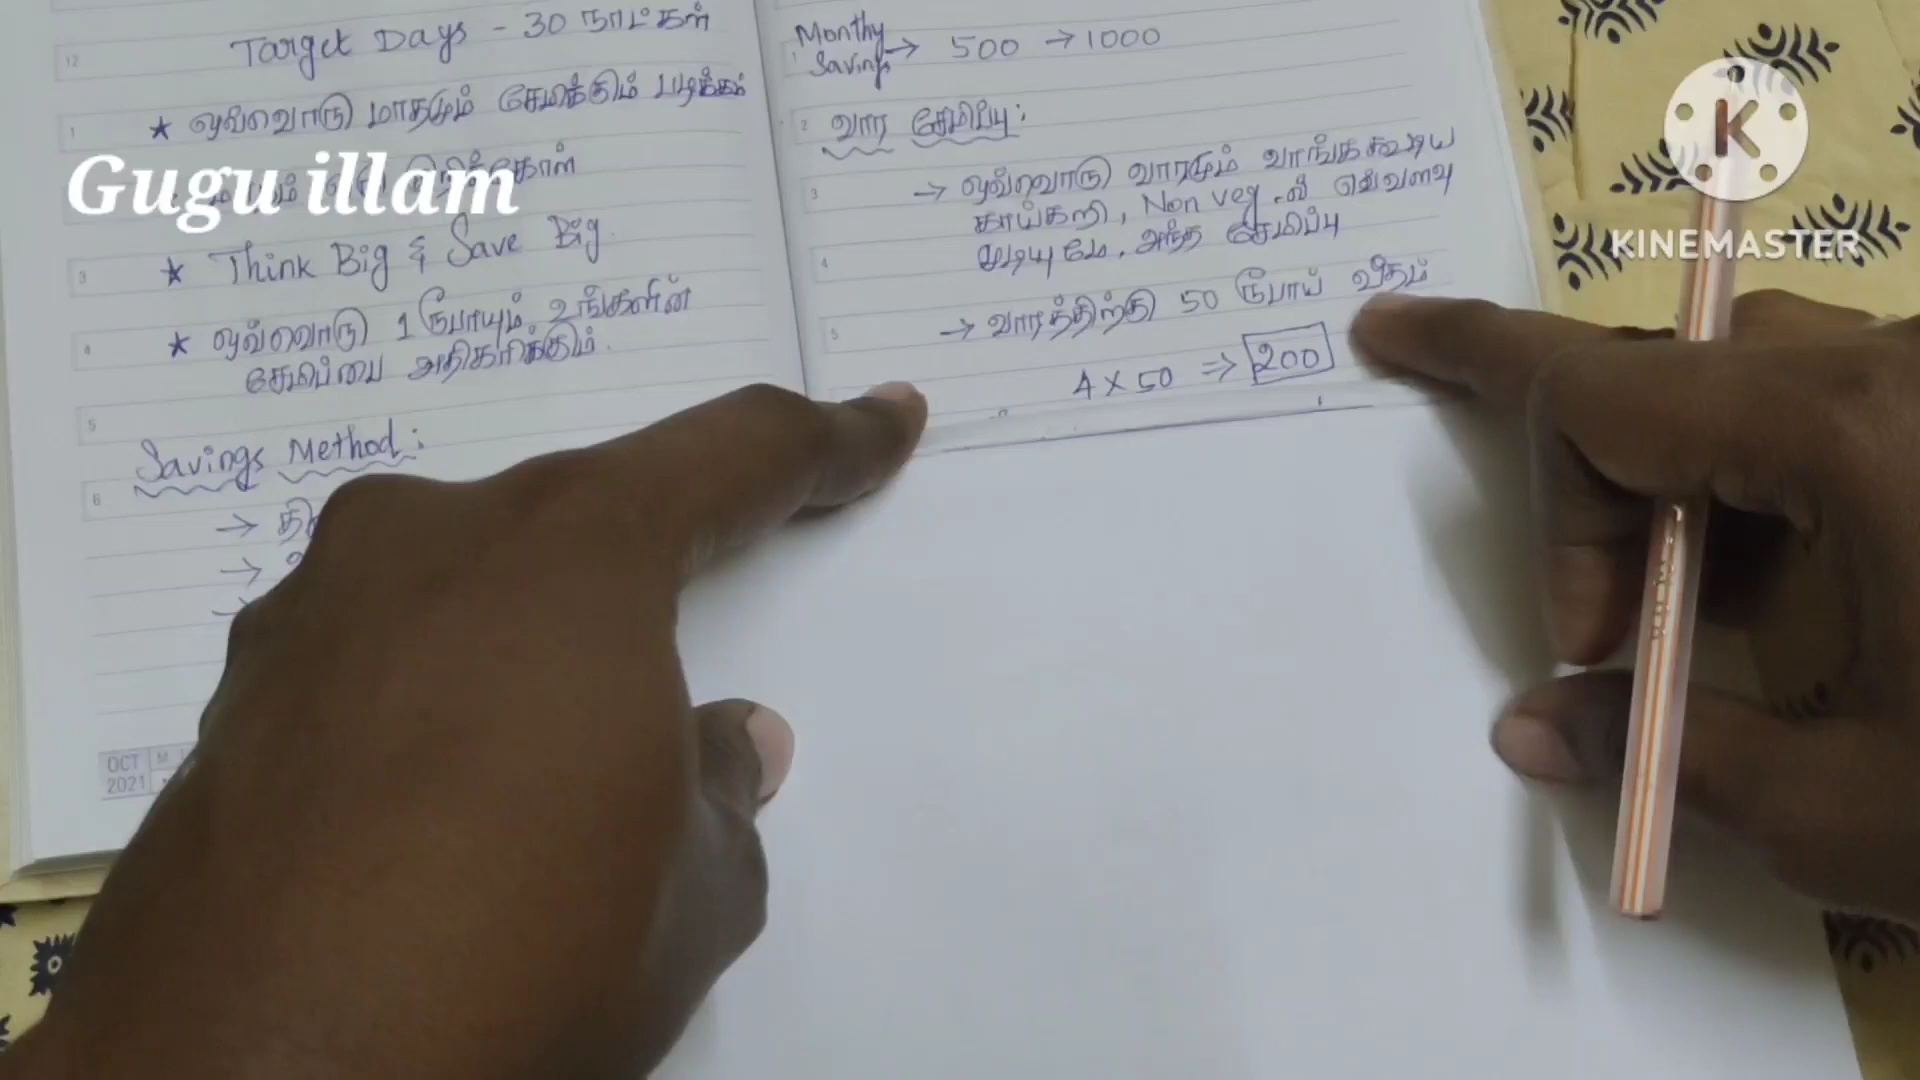 Target Days - 30 நாட்கள்
★ ஒவ்வொரு மாதமும் சேமிக்கும் பழக்கம்
குறிக்கோள்
★ Think Big & Save Big.
★ ஒவ்வொரு 1 ரூபாயும் உங்களின்
சேமிப்பை அதிகரிக்கும்.
Savings Method:
→ தி
→
OCT M
2021
Monthy
Savings → 500 → 1000
வார சேமிப்பு:
→ ஒவ்வொரு வாரமும் வாங்கக்கூடிய
காய்கறி, Non veg -ல் எவ்வளவு
முடியுமே, அந்த சேமிப்பு
→ வாரத்திற்கு 50 ரூபாய் வீதம்
4 x 50 ⇒ 200
Gugu illam
K
KINEMASTER